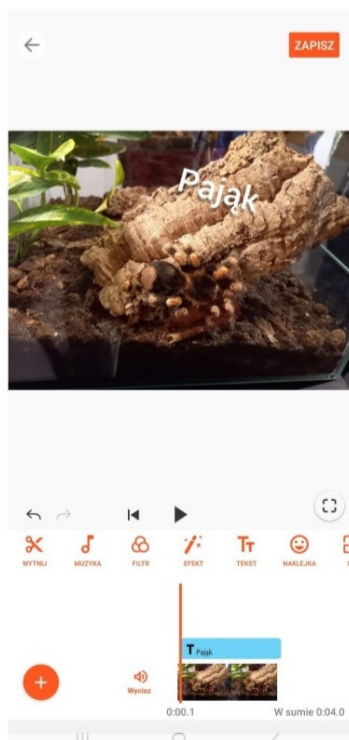 ZAPISZ
Pająk
WYTNIJ MUZYKA FILTR EFEKT TEKST NAKLEJKA
T Pająk
Wycisz
0:00.1 W sumie 0:04.0